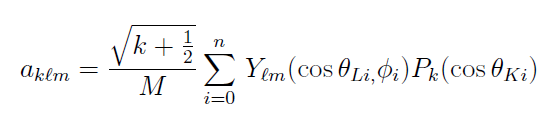 $a_{k\ell m} = \frac{\sqrt{k + \frac{1}{2}}}{M} \sum_{i=0}^{n} Y_{\ell m}(\cos \theta_{Li,} \phi_i) P_k(\cos \theta_{Ki})$